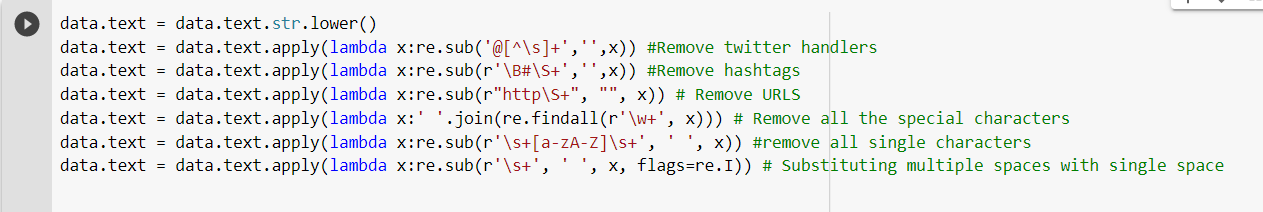 data.text = data.text.str.lower()
data.text = data.text.apply(lambda x:re.sub('@[^\s]+','',x)) #Remove twitter handlers
data.text = data.text.apply(lambda x:re.sub(r'\B#\S+','',x)) #Remove hashtags
data.text = data.text.apply(lambda x:re.sub(r"http\S+", "", x)) # Remove URLS
data.text = data.text.apply(lambda x:' '.join(re.findall(r'\w+', x))) # Remove all the special characters
data.text = data.text.apply(lambda x:re.sub(r'\s+[a-zA-Z]\s+', ' ', x)) #remove all single characters
data.text = data.text.apply(lambda x:re.sub(r'\s+', ' ', x, flags=re.I)) # Substituting multiple spaces with single space